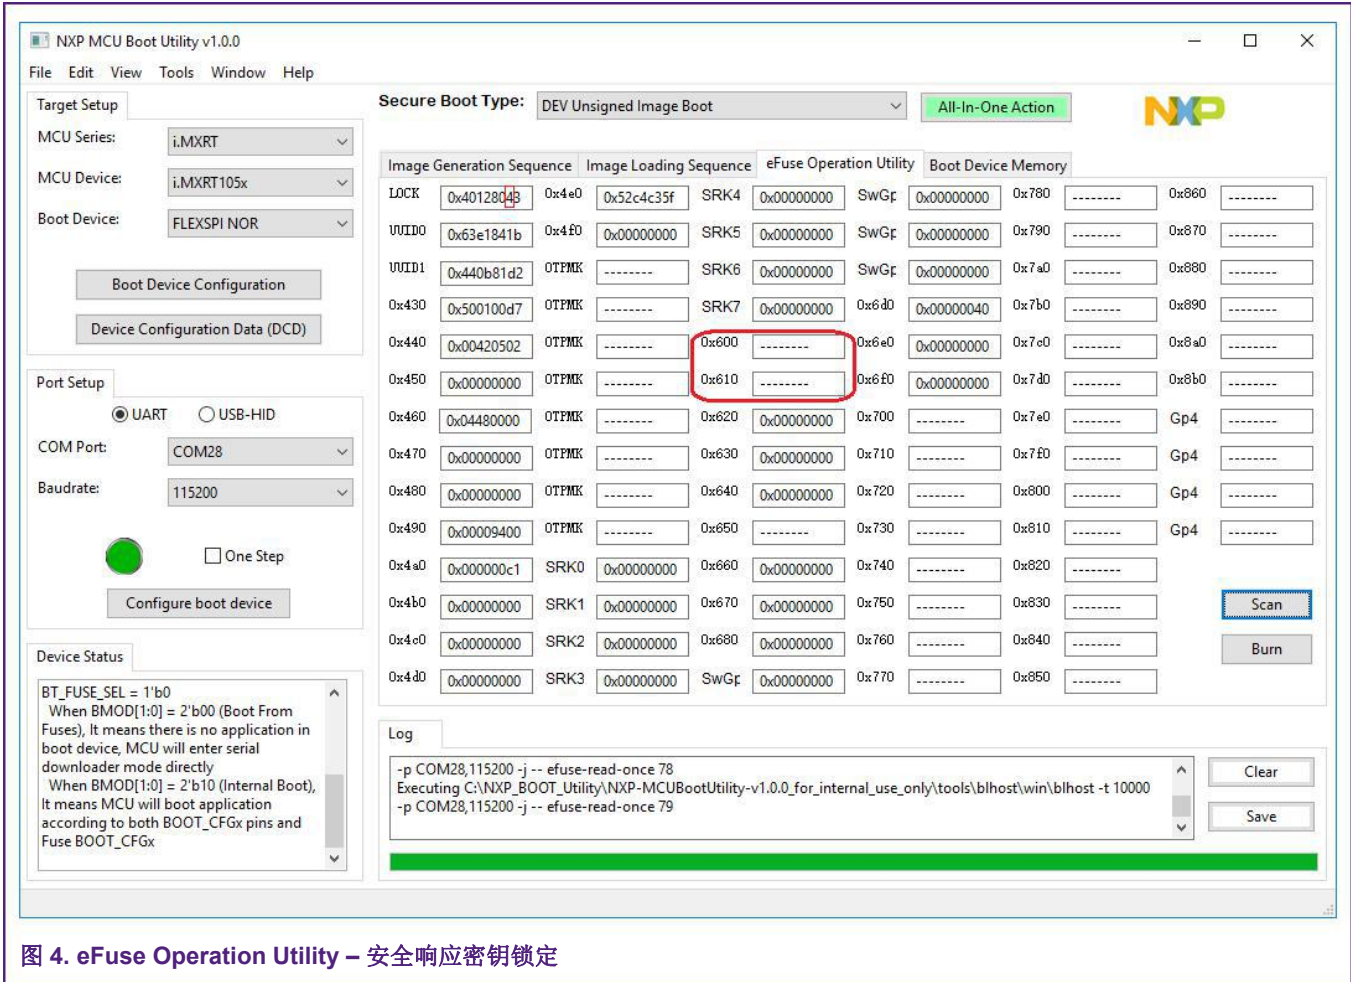 NXP MCU Boot Utility v1.0.0
File Edit View Tools Window Help
Target Setup
MCU Series: i.MXRT
MCU Device: i.MXRT105x
Boot Device: FLEXSPI NOR
Boot Device Configuration
Device Configuration Data (DCD)
Port Setup
UART USB-HID
COM Port: COM28
Baudrate: 115200
One Step
Configure boot device
Device Status
BT_FUSE_SEL = 1'b0
When BMOD[1:0] = 2'b00 (Boot From
Fuses), It means there is no application in
boot device, MCU will enter serial
downloader mode directly
When BMOD[1:0] = 2'b10 (Internal Boot),
It means MCU will boot application
according to both BOOT_CFGx pins and
Fuse BOOT_CFGx
Secure Boot Type: DEV Unsigned Image Boot All-In-One Action NXP
Image Generation Sequence Image Loading Sequence eFuse Operation Utility Boot Device Memory
LOCK 0x40128043 0x4e0 0x52c4c35f SRK4 0x00000000 SwGp 0x00000000 0x780 -------- 0x860 --------
UUID0 0x63e1841b 0x4f0 0x00000000 SRK5 0x00000000 SwGp 0x00000000 0x790 -------- 0x870 --------
UUID1 0x440b81d2 OTPMK -------- SRK6 0x00000000 SwGp 0x00000000 0x7a0 -------- 0x880 --------
0x430 0x500100d7 OTPMK -------- SRK7 0x00000000 0x6d0 0x00000040 0x7b0 -------- 0x890 --------
0x440 0x00420502 OTPMK -------- 0x600 -------- 0x6e0 0x00000000 0x7c0 -------- 0x8a0 --------
0x450 0x00000000 OTPMK -------- 0x610 -------- 0x6f0 0x00000000 0x7d0 -------- 0x8b0 --------
0x460 0x04480000 OTPMK -------- 0x620 0x00000000 0x700 -------- 0x7e0 -------- Gp4 --------
0x470 0x00000000 OTPMK -------- 0x630 0x00000000 0x710 -------- 0x7f0 -------- Gp4 --------
0x480 0x00000000 OTPMK -------- 0x640 0x00000000 0x720 -------- 0x800 -------- Gp4 --------
0x490 0x00009400 OTPMK -------- 0x650 -------- 0x730 -------- 0x810 -------- Gp4 --------
0x4a0 0x000000c1 SRK0 0x00000000 0x660 0x00000000 0x740 -------- 0x820 --------
0x4b0 0x00000000 SRK1 0x00000000 0x670 0x00000000 0x750 -------- 0x830 -------- Scan
0x4c0 0x00000000 SRK2 0x00000000 0x680 0x00000000 0x760 -------- 0x840 -------- Burn
0x4d0 0x00000000 SRK3 0x00000000 SwGp 0x00000000 0x770 -------- 0x850 --------
Log
-p COM28,115200 -j -- efuse-read-once 78
Executing C:\NXP_BOOT_Utility\NXP-MCUBootUtility-v1.0.0_for_internal_use_only\tools\blhost\win\blhost -t 10000
-p COM28,115200 -j -- efuse-read-once 79
Clear
Save
图 4. eFuse Operation Utility – 安全响应密钥锁定